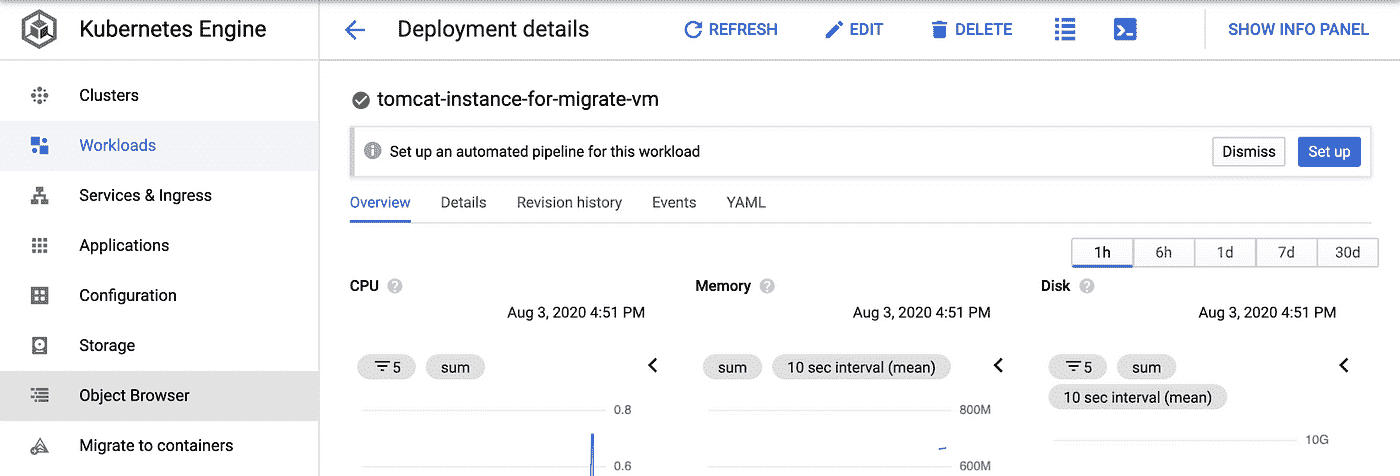 Kubernetes Engine
Deployment details
REFRESH
EDIT
DELETE
SHOW INFO PANEL
Clusters
Workloads
Services & Ingress
Applications
Configuration
Storage
Object Browser
Migrate to containers
tomcat-instance-for-migrate-vm
Set up an automated pipeline for this workload
Dismiss
Set up
Overview Details Revision history Events YAML
1h 6h 1d 7d 30d
CPU
Aug 3, 2020 4:51 PM
5 sum
0.8
0.6
Memory
Aug 3, 2020 4:51 PM
sum 10 sec interval (mean)
800M
600M
Disk
Aug 3, 2020 4:51 PM
5 sum
10 sec interval (mean)
10G